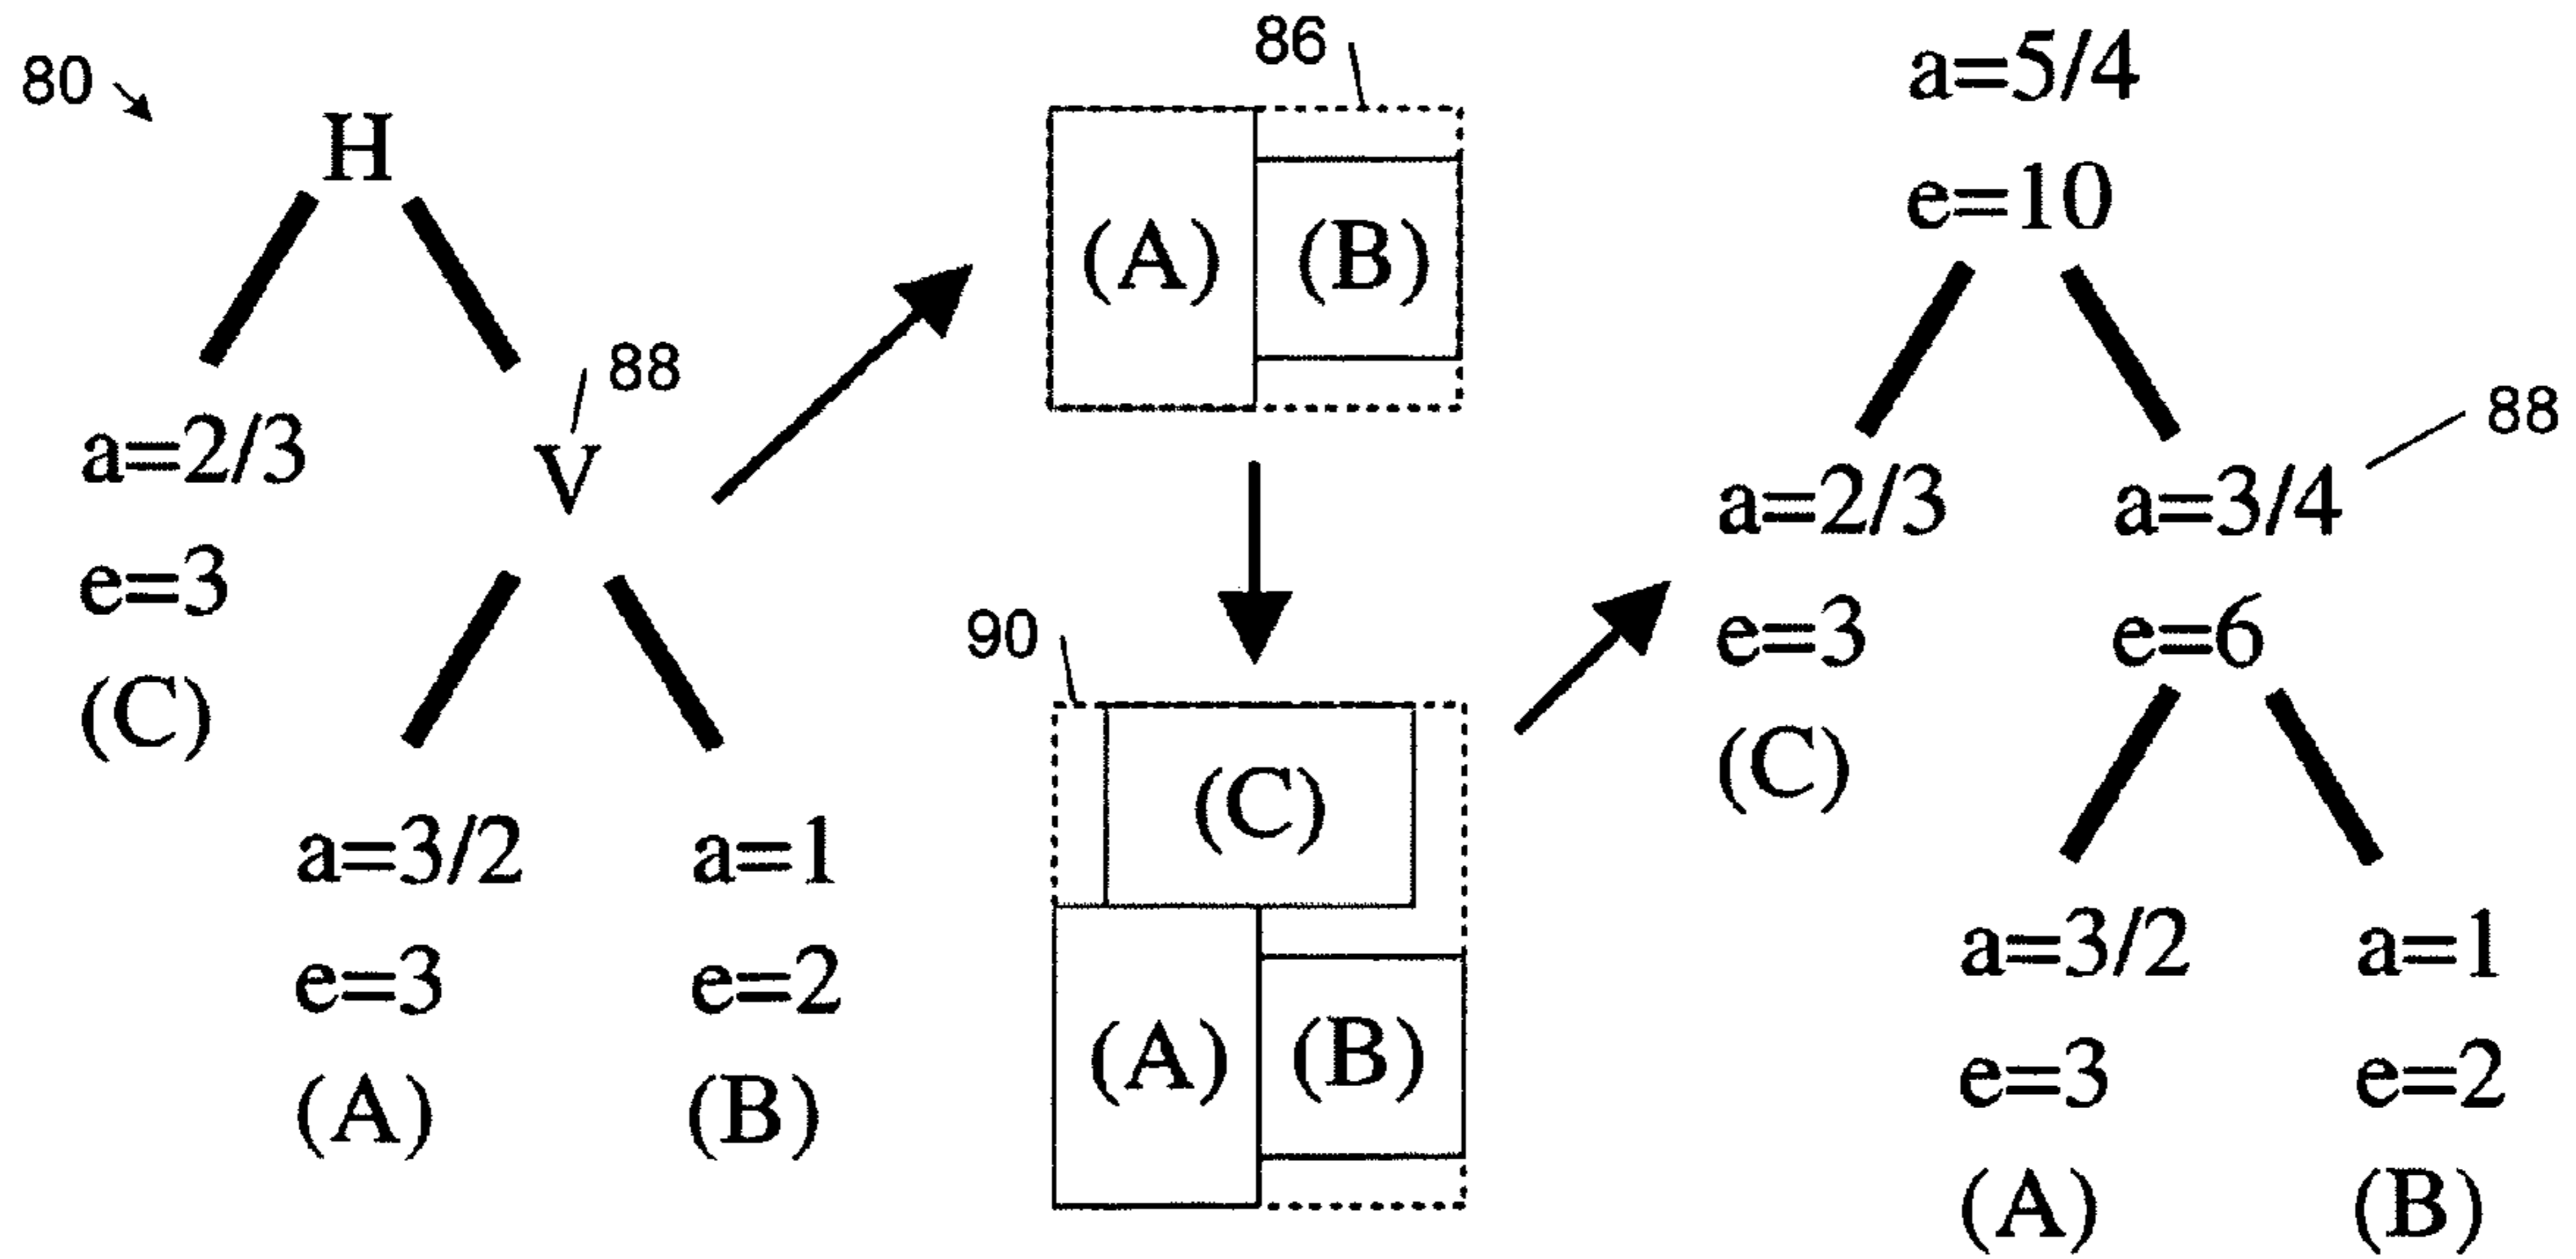 80
H
88
a=2/3
V
e=3
(C)
a=3/2
a=1
e=3
e=2
(A)
(B)
86
(A)
(B)
90
(C)
(A)
(B)
a=5/4
e=10
88
a=2/3
a=3/4
e=3
e=6
(C)
a=3/2
a=1
e=3
e=2
(A)
(B)